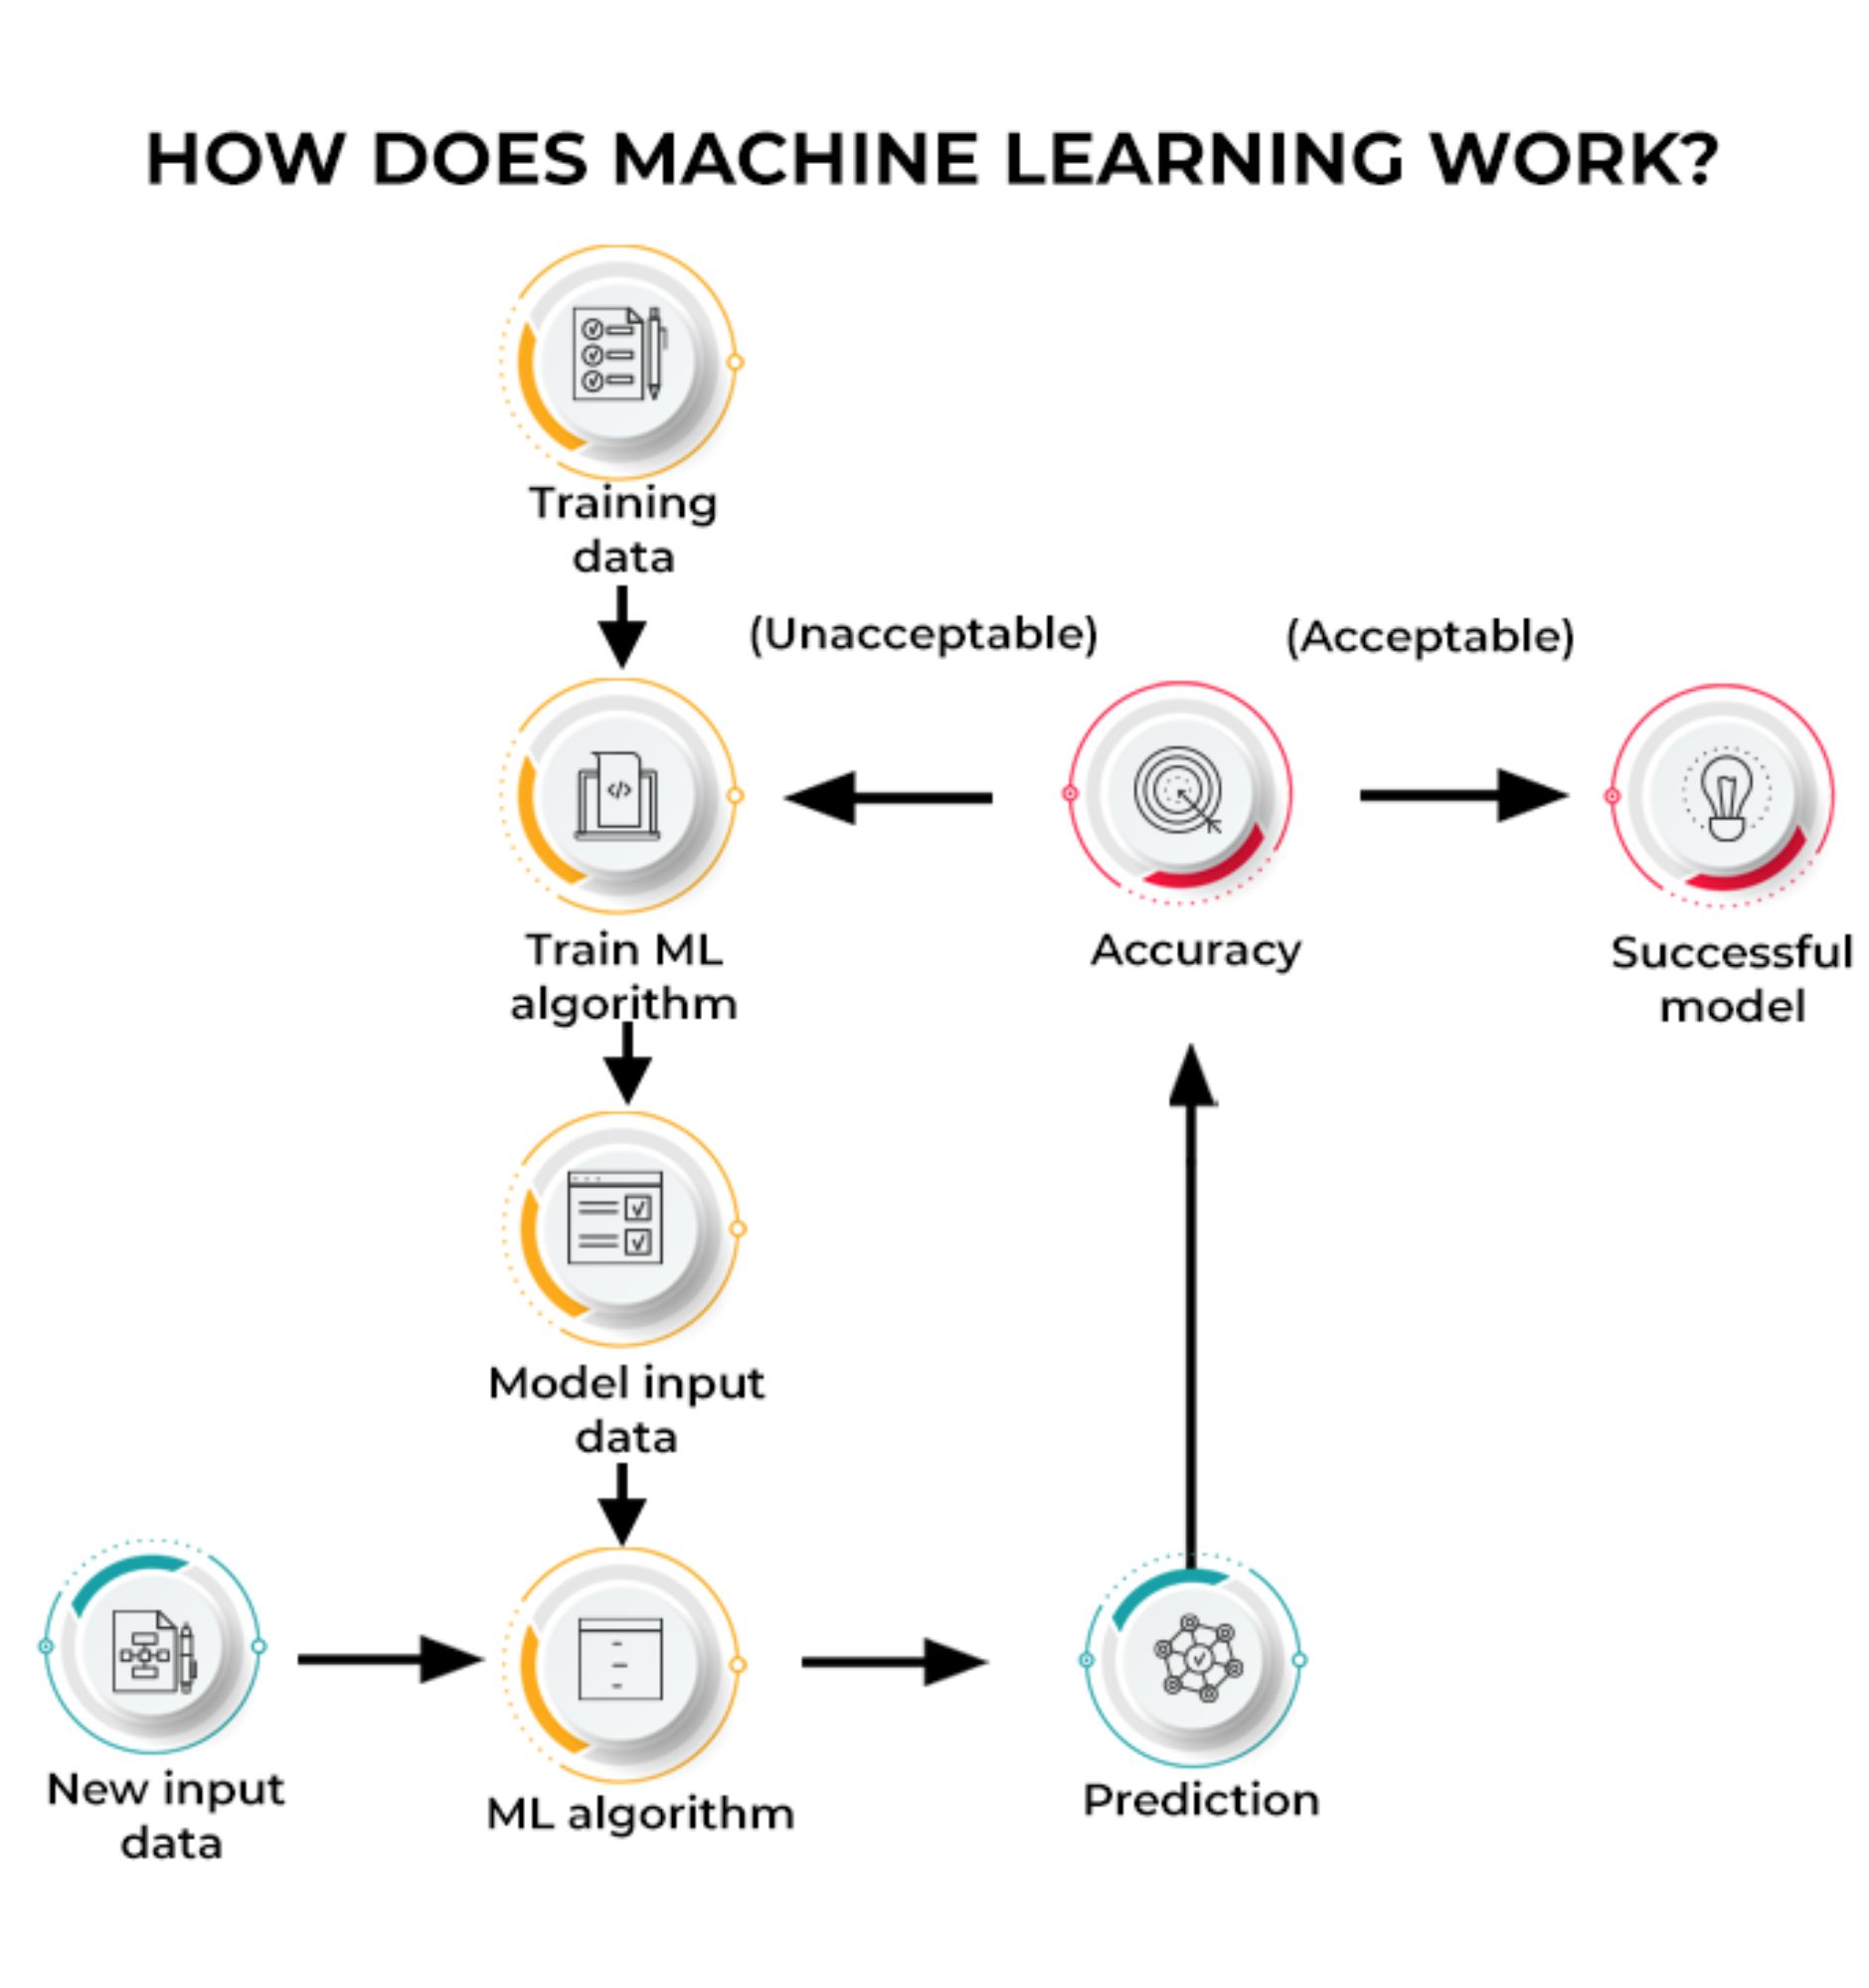 HOW DOES MACHINE LEARNING WORK?
Training
data
(Unacceptable)
(Acceptable)
Train ML
algorithm
Accuracy
Successful
model
Model input
data
New input
data
ML algorithm
Prediction